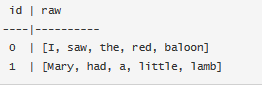 id | raw
----|----------
0 | [I, saw, the, red, baloon]
1 | [Mary, had, a, little, lamb]